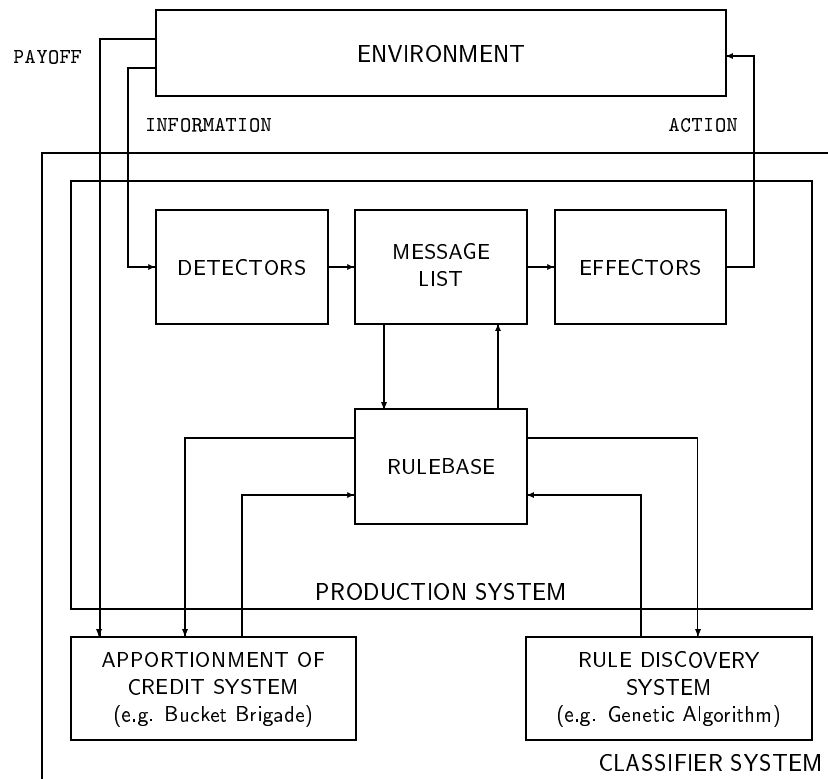 ENVIRONMENT
PAYOFF
INFORMATION
ACTION
DETECTORS
MESSAGE
LIST
EFFECTORS
RULEBASE
PRODUCTION SYSTEM
APPORTIONMENT OF
CREDIT SYSTEM
(e.g. Bucket Brigade)
RULE DISCOVERY
SYSTEM
(e.g. Genetic Algorithm)
CLASSIFIER SYSTEM